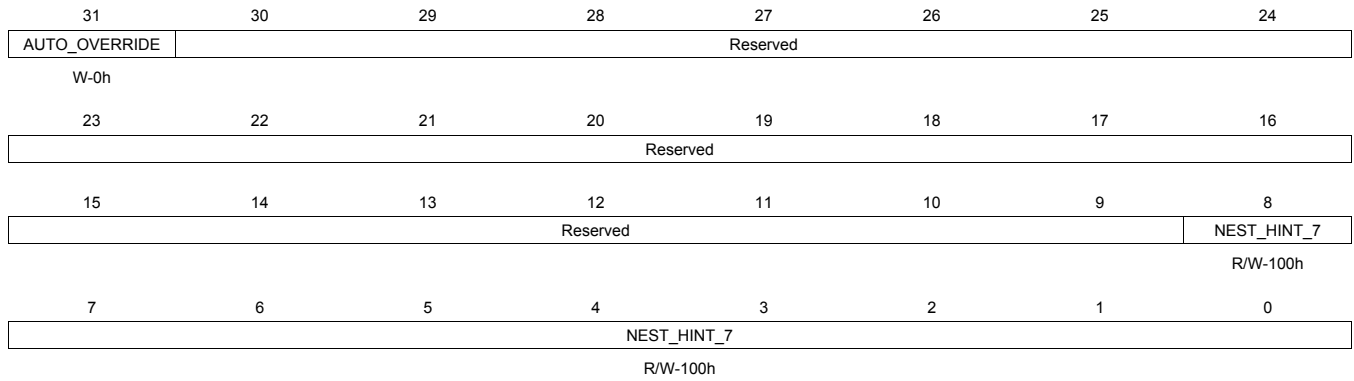 31 30 29 28 27 26 25 24
AUTO_OVERRIDE Reserved
W-0h
23 22 21 20 19 18 17 16
Reserved
15 14 13 12 11 10 9 8
Reserved NEST_HINT_7
R/W-100h
7 6 5 4 3 2 1 0
NEST_HINT_7
R/W-100h